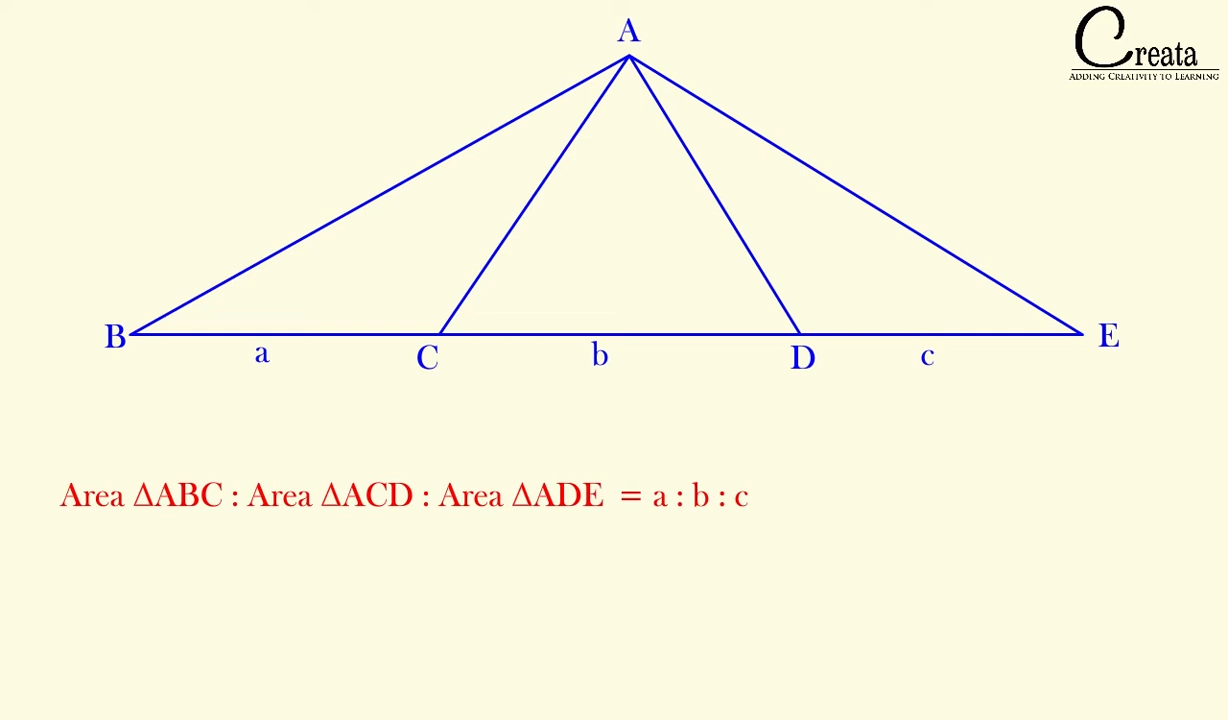 A
Creata
ADDING CREATIVITY TO LEARNING
B
a
C
b
D
c
E
Area ΔABC : Area ΔACD : Area ΔADE = a : b : c